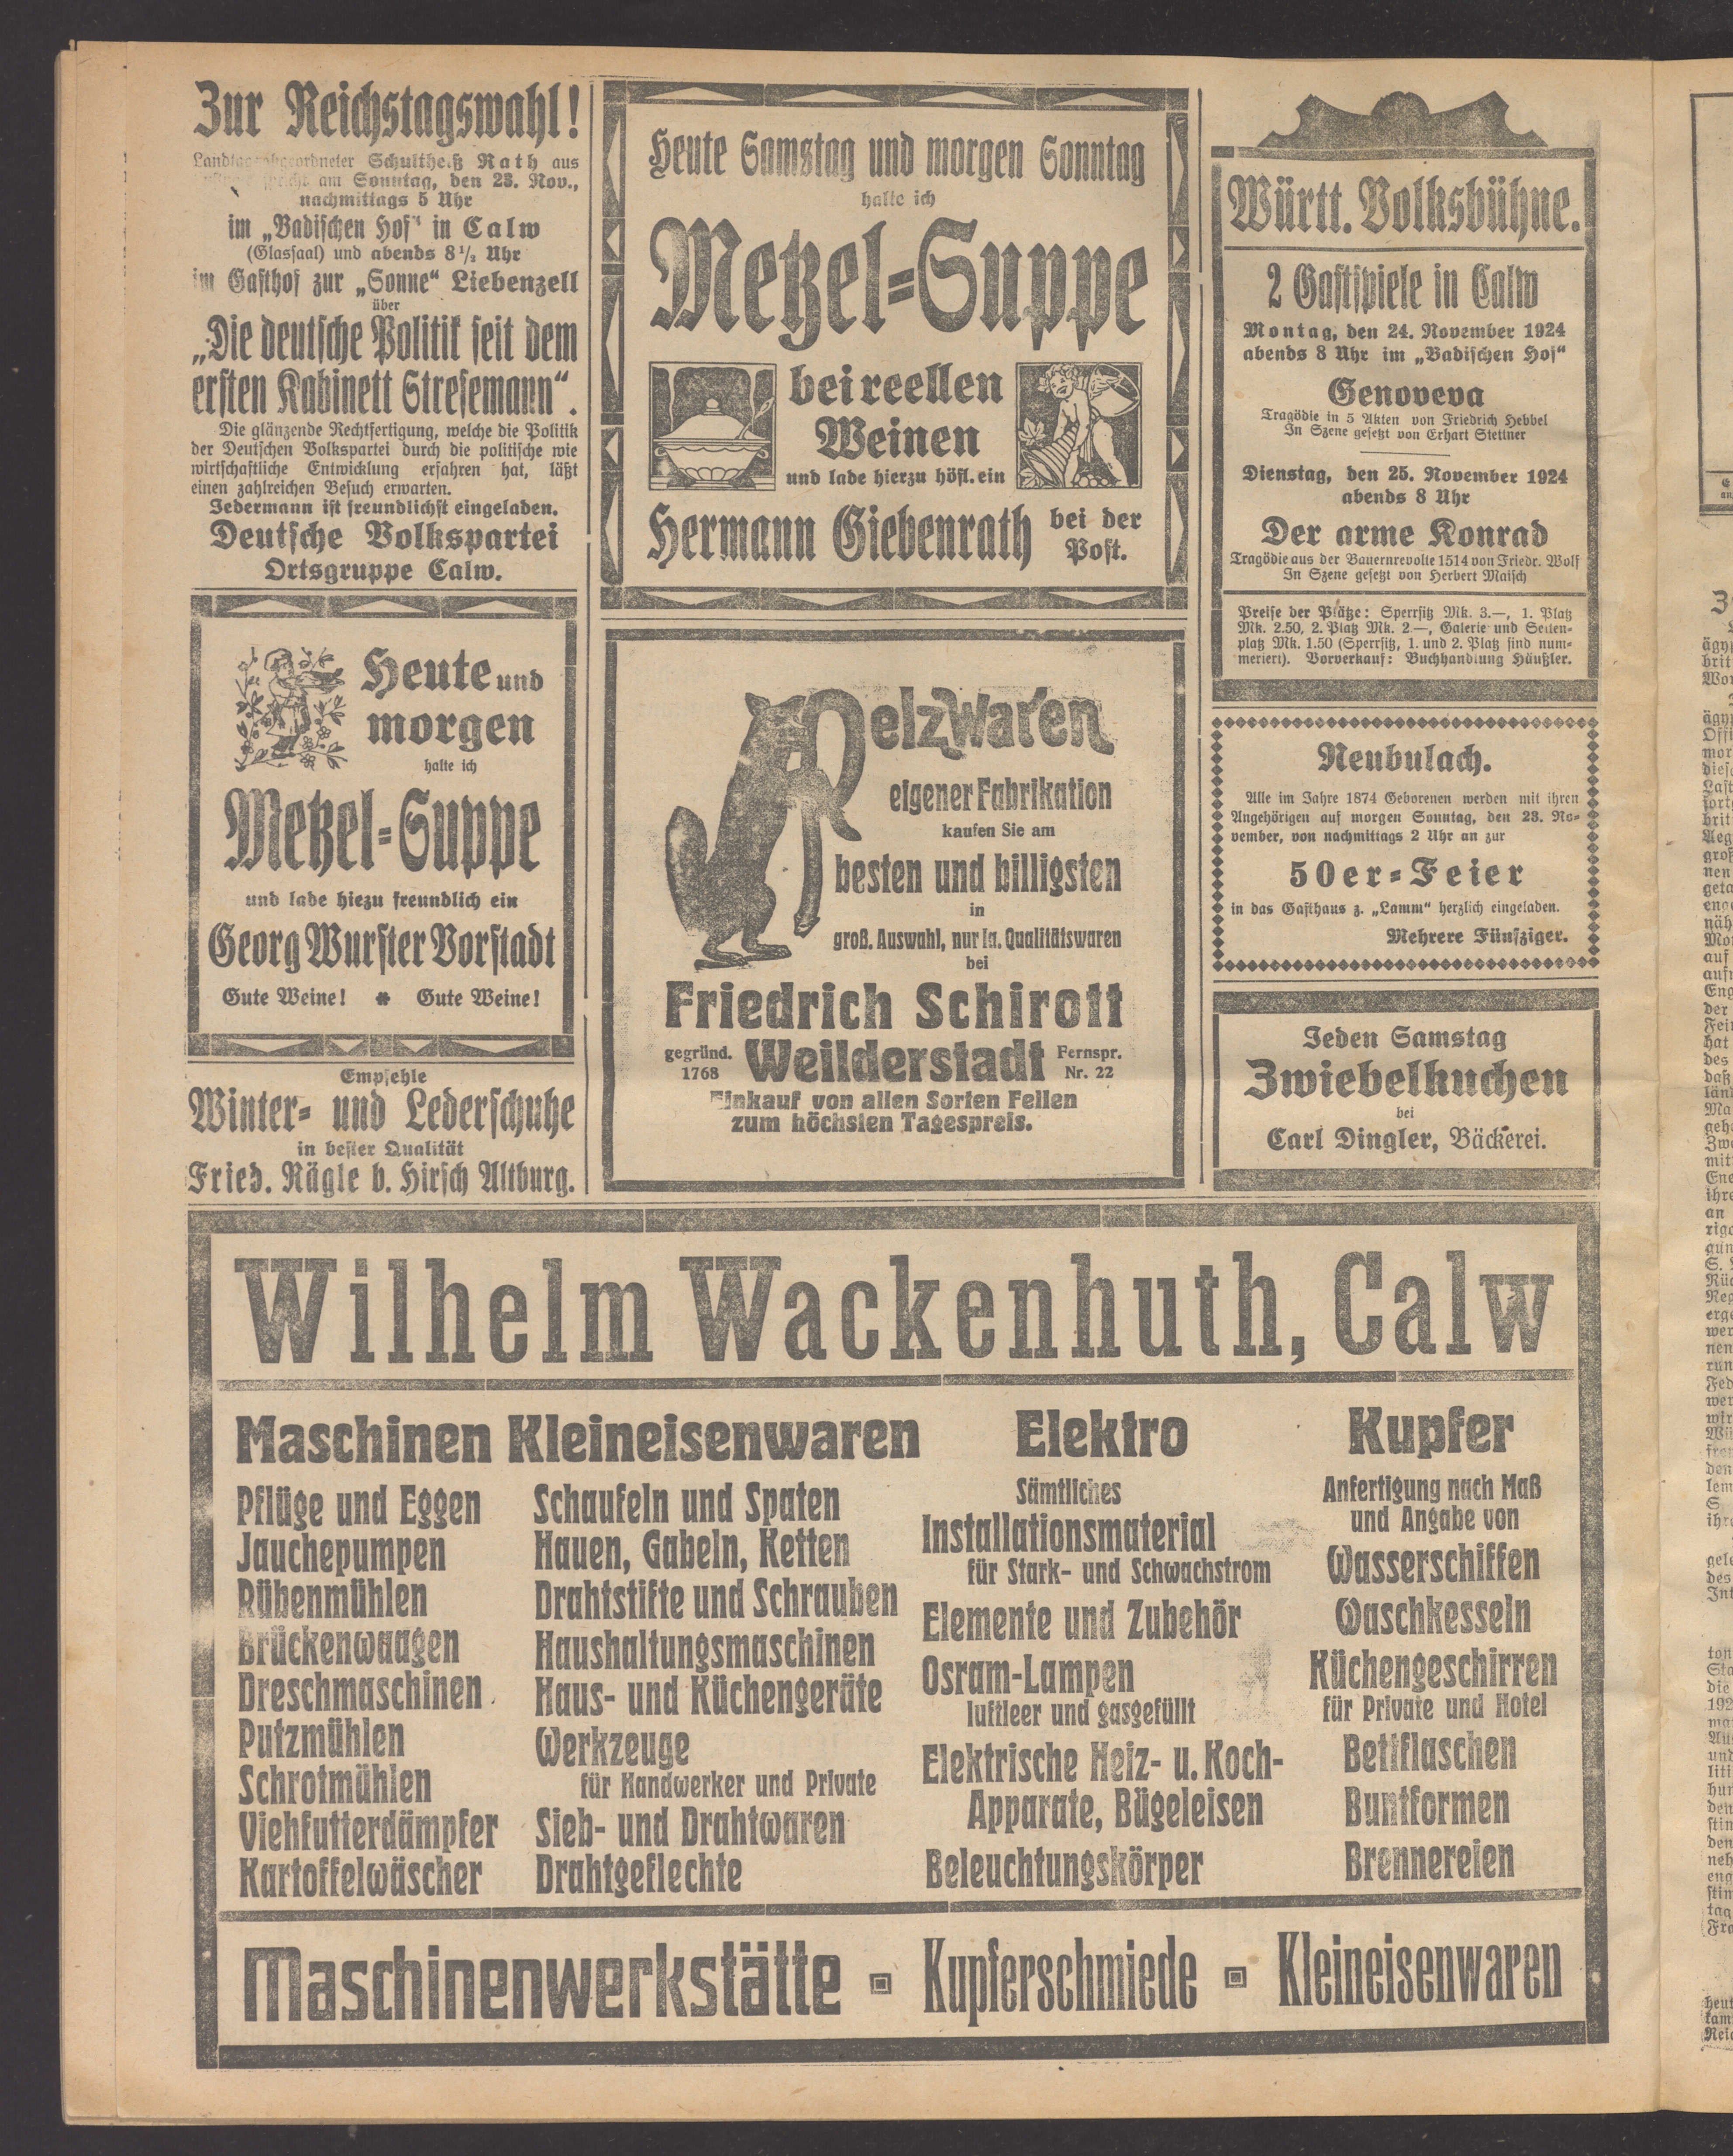 Zur Reichstagswahl!
Landtagsabgeordneter Schultheiß Rath aus
spricht am Sonntag, den 23. Nov.,
nachmittags 5 Uhr
im „Badischen Hof“ in Calw
(Glassaal) und abends 8½ Uhr
im Gasthof zur „Sonne“ Liebenzell
über
„Die deutsche Politik seit dem
ersten Kabinett Stresemann“.
Die glänzende Rechtfertigung, welche die Politik
der Deutschen Volkspartei durch die politische wie
wirtschaftliche Entwicklung erfahren hat, läßt
einen zahlreichen Besuch erwarten.
Jedermann ist freundlichst eingeladen.
Deutsche Volkspartei
Ortsgruppe Calw.
Heute und
morgen
halte ich
Metzel-Suppe
und lade hiezu freundlich ein
Georg Wurster Vorstadt
Gute Weine! * Gute Weine!
Empfehle
Winter- und Lederschuhe
in bester Qualität
Fried. Rägle b. Hirsch Altburg.
Heute Samstag und morgen Sonntag
halte ich
Metzel-Suppe
bei reellen
Weinen
und lade hierzu höfl. ein
Hermann Giebenrath bei der
Post.
Pelzwaren
eigener Fabrikation
kaufen Sie am
besten und billigsten
in
groß. Auswahl, nur Ia. Qualitätswaren
bei
Friedrich Schirott
gegründ. 1768 Weilderstadt Fernspr. Nr. 22
Einkauf von allen Sorten Fellen
zum höchsten Tagespreis.
Württ. Volksbühne.
2 Gastspiele in Calw
Montag, den 24. November 1924
abends 8 Uhr im „Badischen Hof“
Genoveva
Tragödie in 5 Akten von Friedrich Hebbel
In Szene gesetzt von Erhart Stettner
Dienstag, den 25. November 1924
abends 8 Uhr
Der arme Konrad
Tragödie aus der Bauernrevolte 1514 von Friedr. Wolf
In Szene gesetzt von Herbert Maisch
Preise der Plätze: Sperrsitz Mk. 3.—, 1. Platz
Mk. 2.50, 2. Platz Mk. 2.—, Galerie und Seiten-
platz Mk. 1.50 (Sperrsitz, 1. und 2. Platz sind num-
meriert). Vorverkauf: Buchhandlung Häußler.
Neubulach.
Alle im Jahre 1874 Geborenen werden mit ihren
Angehörigen auf morgen Sonntag, den 23. No-
vember, von nachmittags 2 Uhr an zur
50er-Feier
in das Gasthaus z. „Lamm“ herzlich eingeladen.
Mehrere Fünfziger.
Jeden Samstag
Zwiebelkuchen
bei
Carl Dingler, Bäckerei.
Wilhelm Wackenhuth, Calw
Maschinen
Pflüge und Eggen
Jauchepumpen
Rübenmühlen
Brückenwaagen
Dreschmaschinen
Putzmühlen
Schrotmühlen
Viehfutterdämpfer
Kartoffelwäscher
Kleineisenwaren
Schaufeln und Spaten
Hauen, Gabeln, Ketten
Drahtstifte und Schrauben
Haushaltungsmaschinen
Haus- und Küchengeräte
Werkzeuge
für Handwerker und Private
Sieb- und Drahtwaren
Drahtgeflechte
Elektro
Sämtliches
Installationsmaterial
für Stark- und Schwachstrom
Elemente und Zubehör
Osram-Lampen
luftleer und gasgefüllt
Elektrische Heiz- u. Koch-
Apparate, Bügeleisen
Beleuchtungskörper
Kupfer
Anfertigung nach Maß
und Angabe von
Wasserschiffen
Waschkesseln
Küchengeschirren
für Private und Hotel
Bettflaschen
Buntformen
Brennereien
Maschinenwerkstätte ▫ Kupferschmiede ▫ Kleineisenwaren